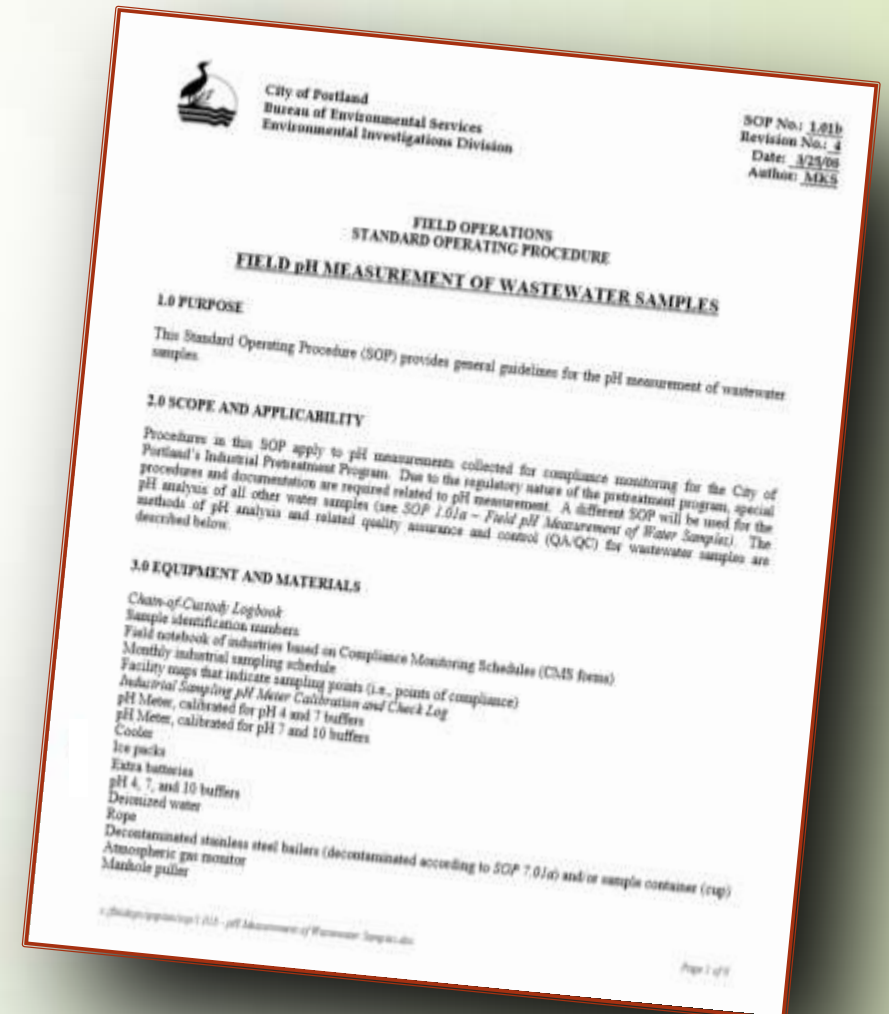 City of Portland
Bureau of Environmental Services
Environmental Investigations Division
SOP No.: 1.01b
Revision No.: 4
Date: 3/25/06
Author: MKS
FIELD OPERATIONS
STANDARD OPERATING PROCEDURE
FIELD pH MEASUREMENT OF WASTEWATER SAMPLES
1.0 PURPOSE
This Standard Operating Procedure (SOP) provides general guidelines for the pH measurement of wastewater
samples.
2.0 SCOPE AND APPLICABILITY
Procedures in this SOP apply to pH measurements collected for compliance monitoring for the City of
Portland's Industrial Pretreatment Program. Due to the regulatory nature of the pretreatment program, special
procedures and documentation are required related to pH measurement. A different SOP will be used for the
pH analysis of all other water samples (see SOP 1.01a – Field pH Measurement of Water Samples). The
methods of pH analysis and related quality assurance and control (QA/QC) for wastewater samples are
described below.
3.0 EQUIPMENT AND MATERIALS
Chain-of-Custody Logbook
Sample identification numbers
Field notebook of industries based on Compliance Monitoring Schedules (CMS forms)
Monthly industrial sampling schedule
Facility maps that indicate sampling points (i.e., points of compliance)
Industrial Sampling pH Meter Calibration and Check Log
pH Meter, calibrated for pH 4 and 7 buffers
pH Meter, calibrated for pH 7 and 10 buffers
Cooler
Ice packs
Extra batteries
pH 4, 7, and 10 buffers
Deionized water
Rope
Decontaminated stainless steel bailers (decontaminated according to SOP 7.01a) and/or sample container (cup)
Atmospheric gas monitor
Manhole puller
- pH Measurement of Wastewater Samples.doc
Page 1 of